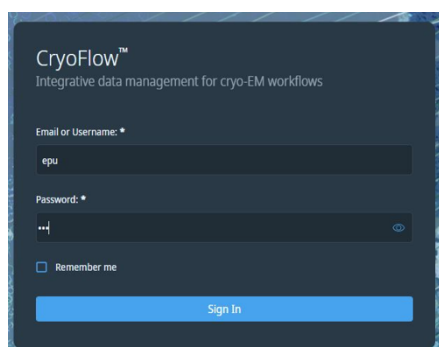 CryoFlow™
Integrative data management for cryo-EM workflows
Email or Username: *
epu
Password: *
•••
Remember me
Sign In